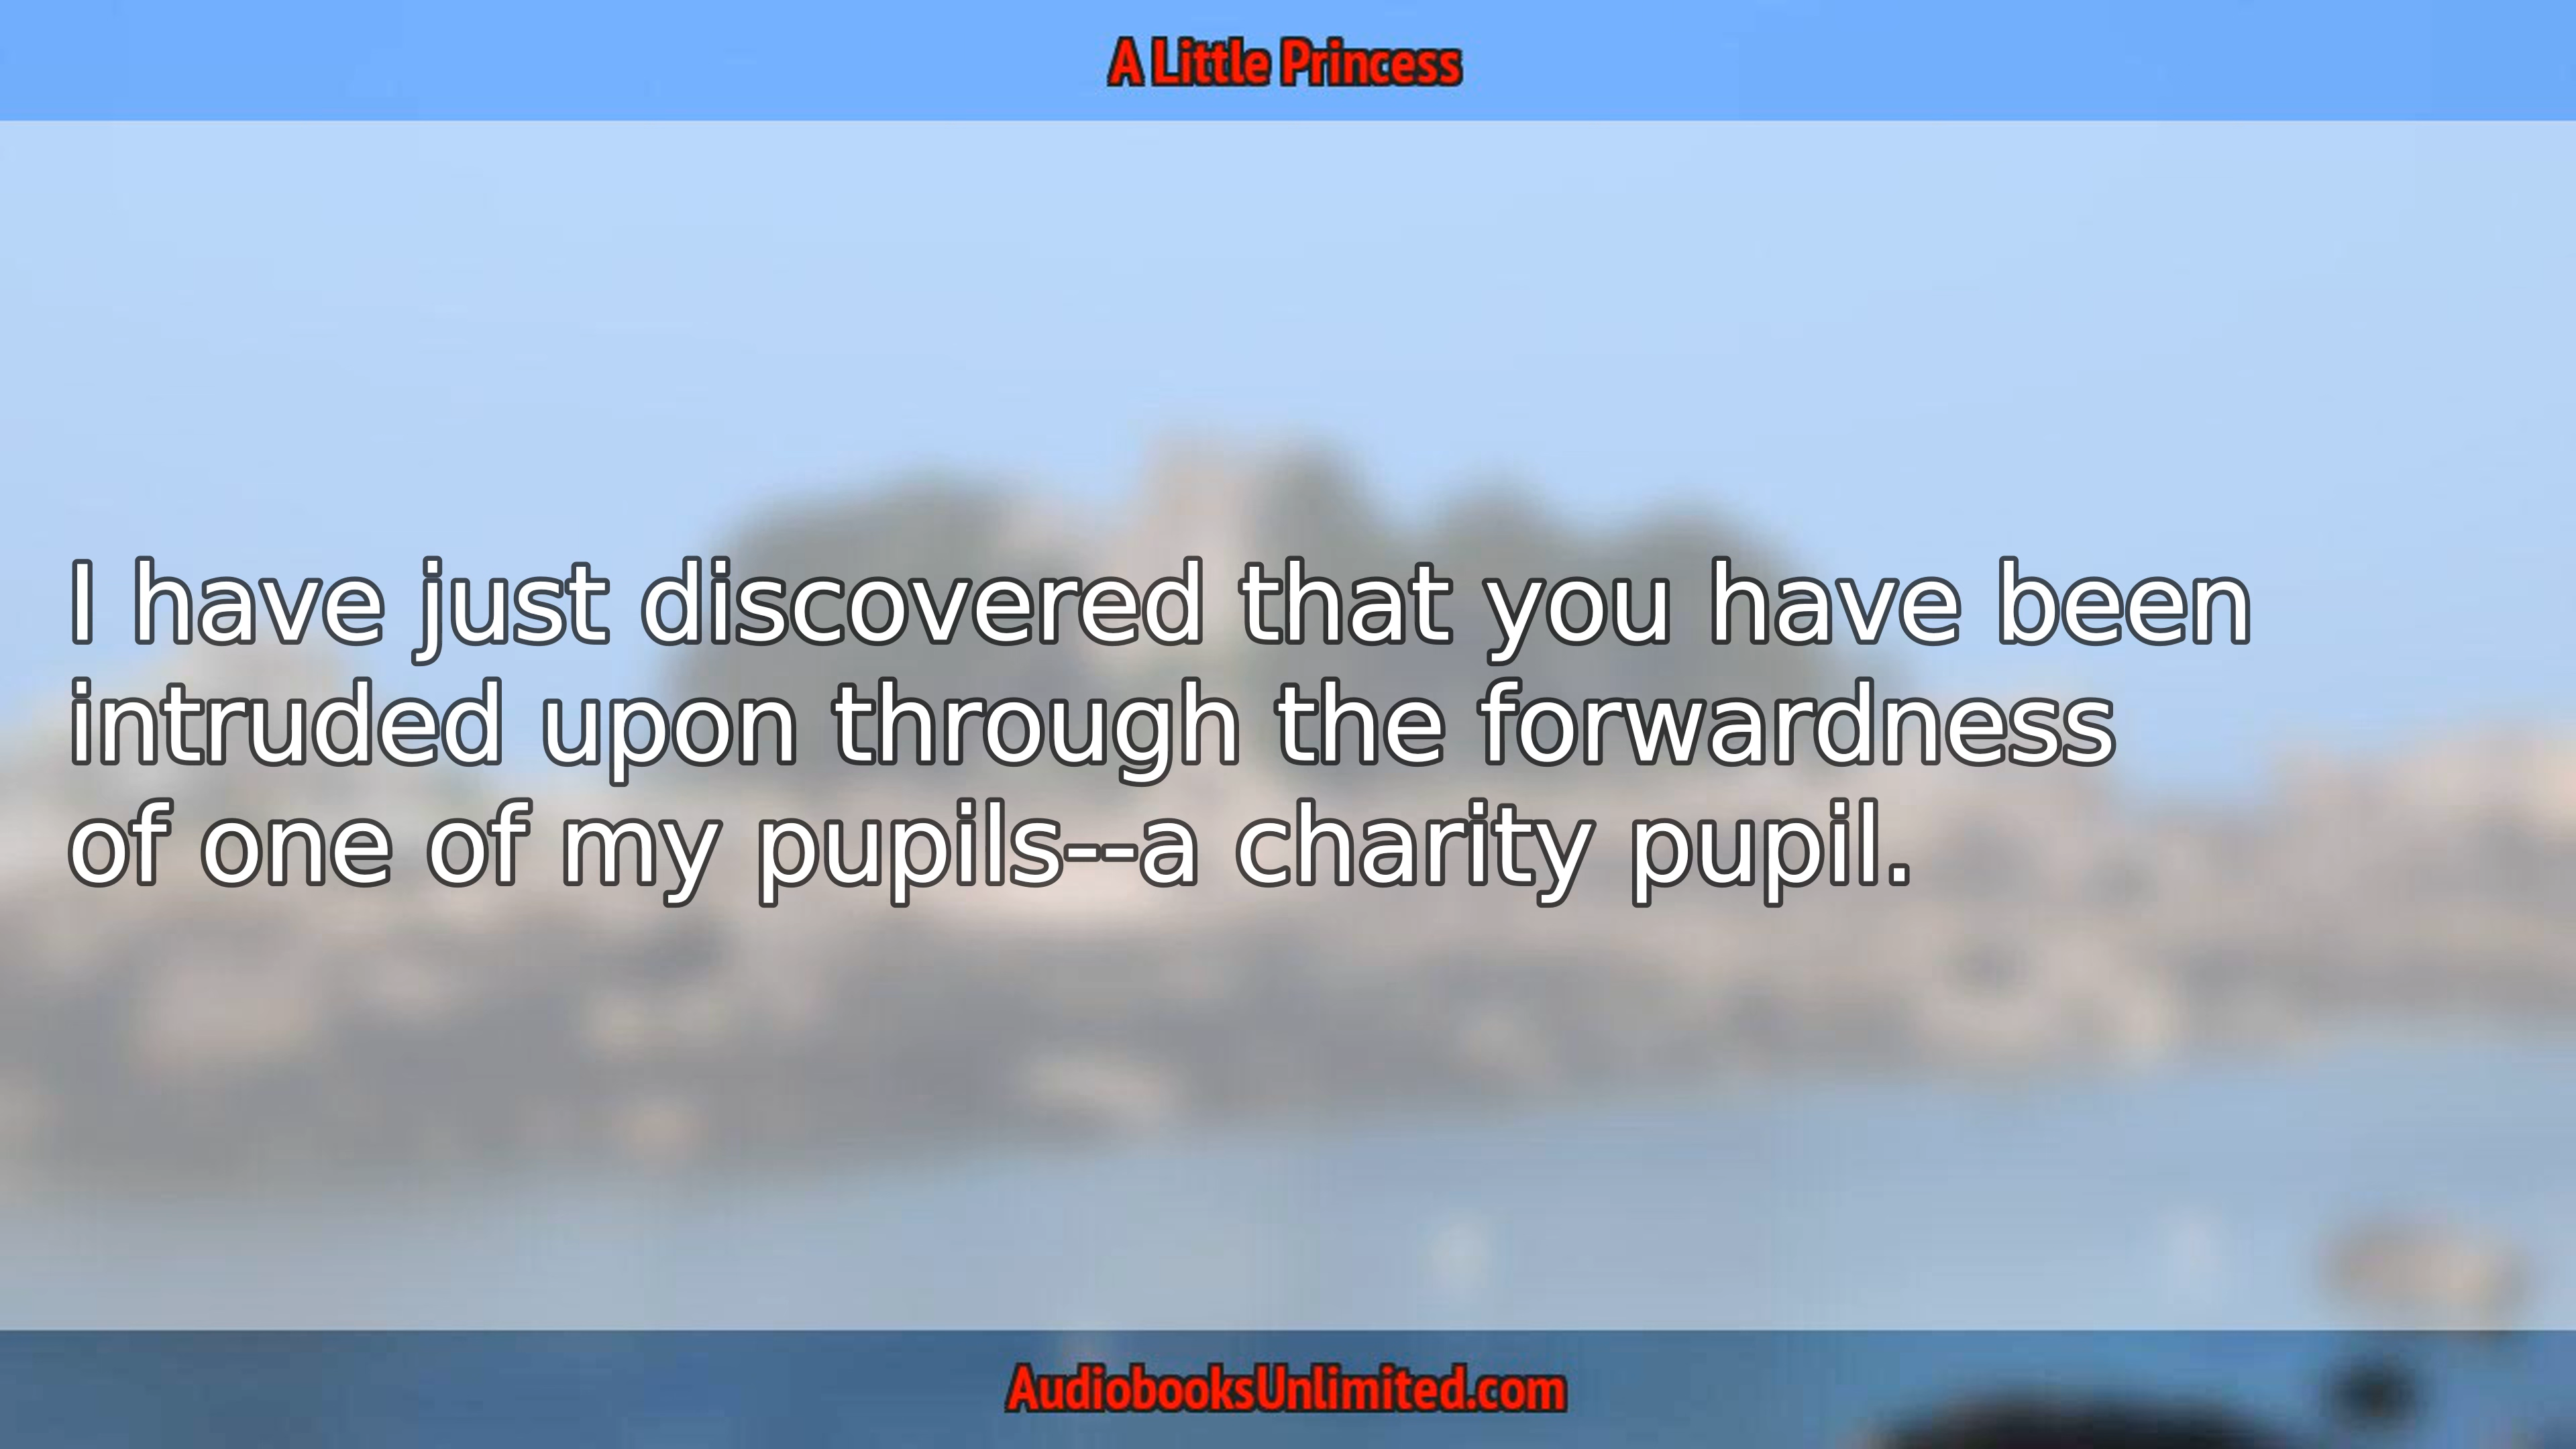 A Little Princess
I have just discovered that you have been
intruded upon through the forwardness
of one of my pupils--a charity pupil.
AudiobooksUnlimited.com